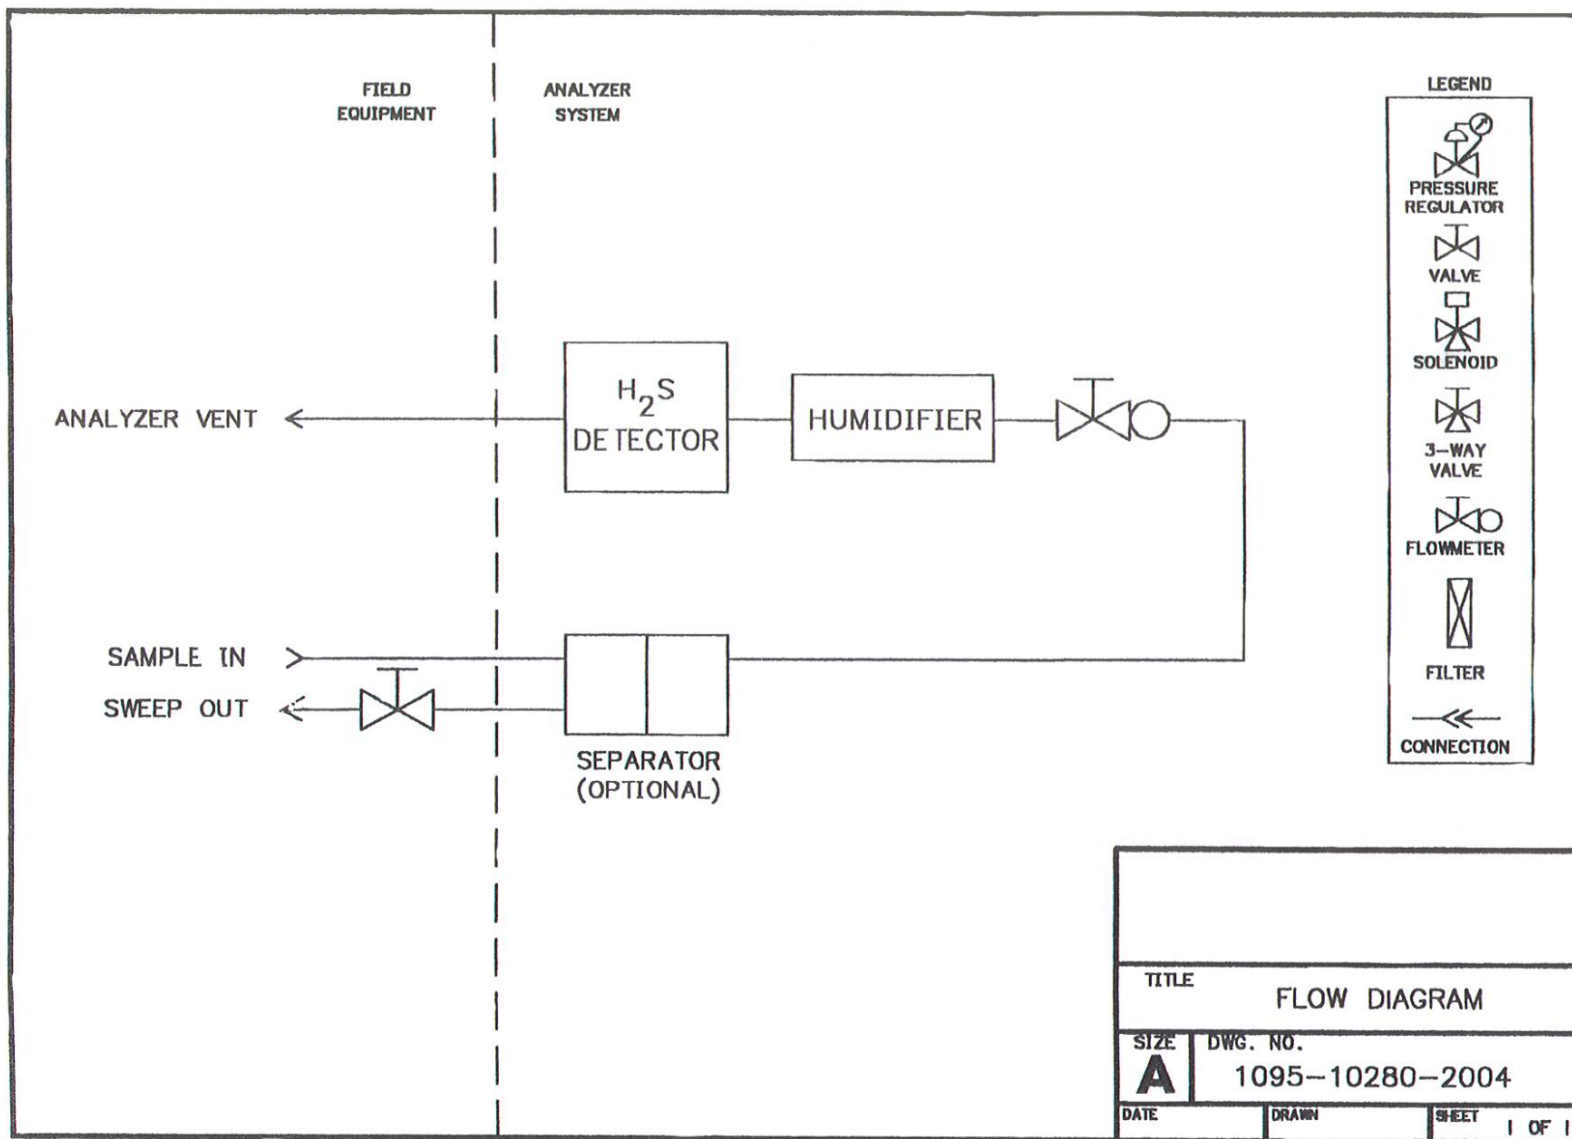 FIELD
EQUIPMENT
ANALYZER
SYSTEM
LEGEND
PRESSURE
REGULATOR
VALVE
SOLENOID
3-WAY
VALVE
FLOWMETER
FILTER
CONNECTION
ANALYZER VENT
H2S
DETECTOR
HUMIDIFIER
SAMPLE IN
SWEEP OUT
SEPARATOR
(OPTIONAL)
TITLE
FLOW DIAGRAM
SIZE
A
DWG. NO.
1095-10280-2004
DATE
DRAWN
SHEET
1 OF 1